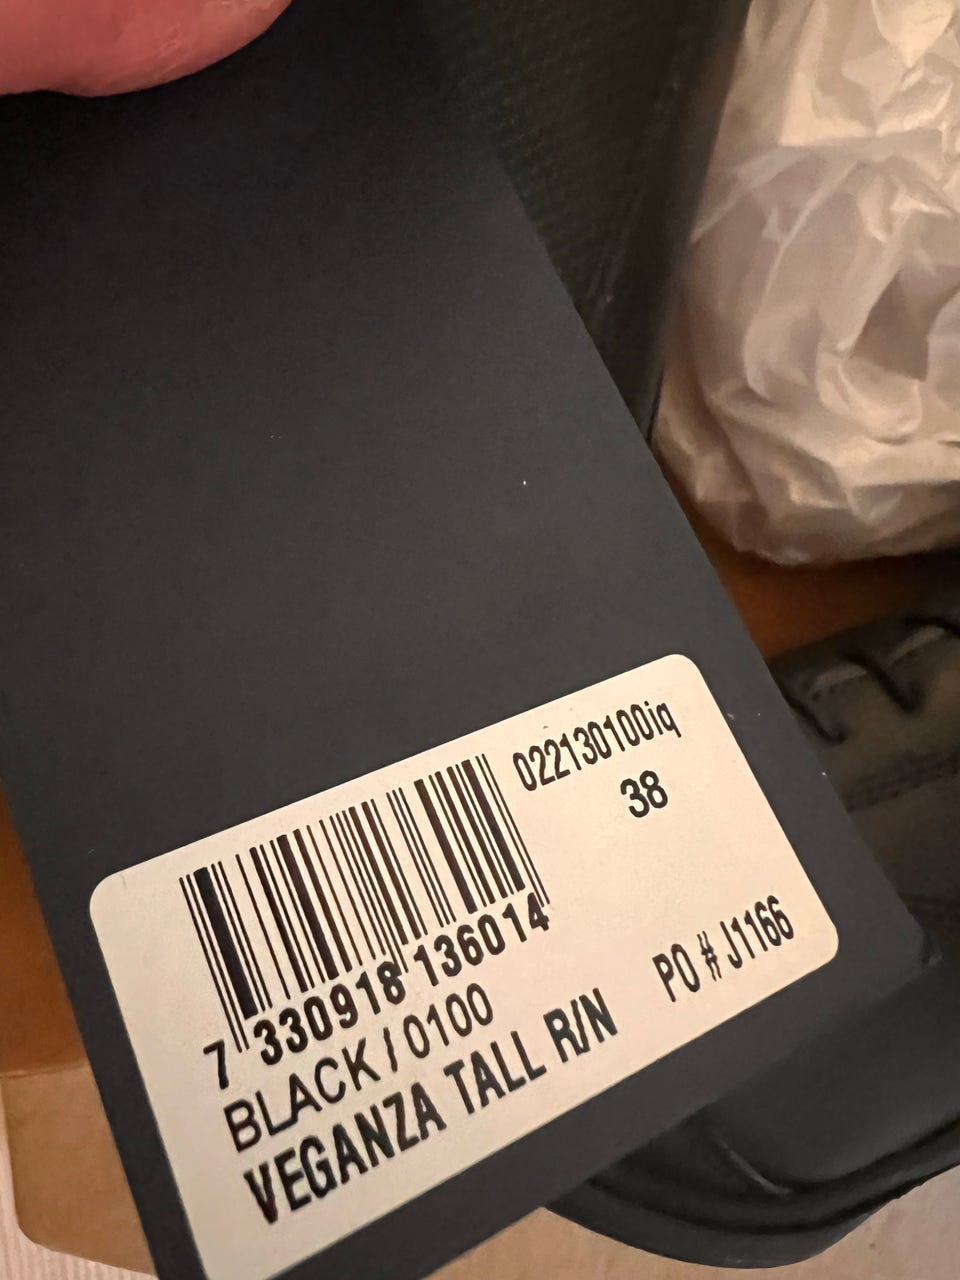 022130100iq
38
7 330918 136014
BLACK / 0100
PO # J1166
VEGANZA TALL R/N